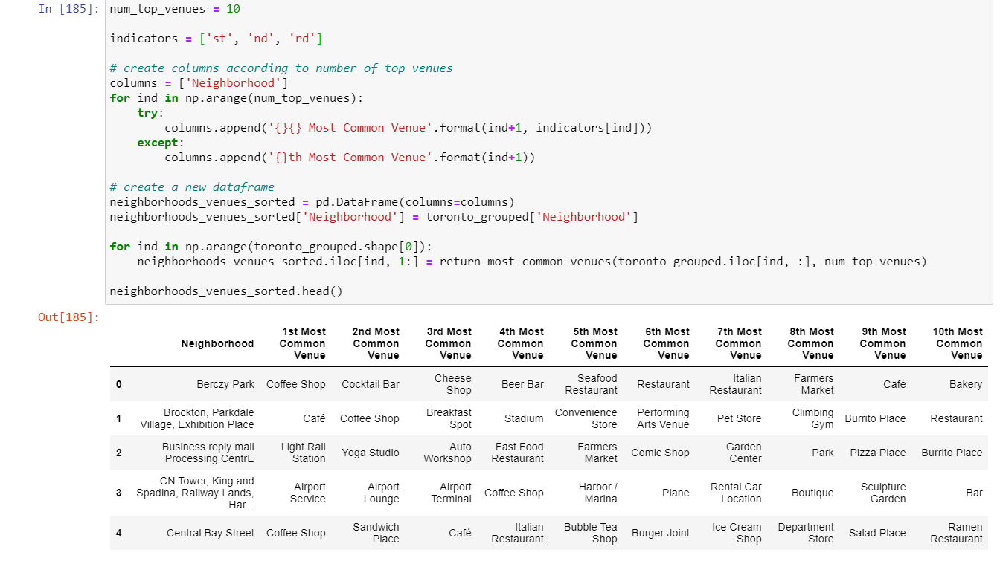 In [185]: num_top_venues = 10
indicators = ['st', 'nd', 'rd']
# create columns according to number of top venues
columns = ['Neighborhood']
for ind in np.arange(num_top_venues):
    try:
        columns.append('{}{} Most Common Venue'.format(ind+1, indicators[ind]))
    except:
        columns.append('{}th Most Common Venue'.format(ind+1))
# create a new dataframe
neighborhoods_venues_sorted = pd.DataFrame(columns=columns)
neighborhoods_venues_sorted['Neighborhood'] = toronto_grouped['Neighborhood']
for ind in np.arange(toronto_grouped.shape[0]):
    neighborhoods_venues_sorted.iloc[ind, 1:] = return_most_common_venues(toronto_grouped.iloc[ind, :], num_top_venues)
neighborhoods_venues_sorted.head()
Out[185]:
Neighborhood 1st Most Common Venue 2nd Most Common Venue 3rd Most Common Venue 4th Most Common Venue 5th Most Common Venue 6th Most Common Venue 7th Most Common Venue 8th Most Common Venue 9th Most Common Venue 10th Most Common Venue
0 Berczy Park Coffee Shop Cocktail Bar Cheese Shop Beer Bar Seafood Restaurant Restaurant Italian Restaurant Farmers Market Café Bakery
1 Brockton, Parkdale Village, Exhibition Place Café Coffee Shop Breakfast Spot Stadium Convenience Store Performing Arts Venue Pet Store Climbing Gym Burrito Place Restaurant
2 Business reply mail Processing CentrE Light Rail Station Yoga Studio Auto Workshop Fast Food Restaurant Farmers Market Comic Shop Garden Center Park Pizza Place Burrito Place
3 CN Tower, King and Spadina, Railway Lands, Har... Airport Service Airport Lounge Airport Terminal Coffee Shop Harbor / Marina Plane Rental Car Location Boutique Sculpture Garden Bar
4 Central Bay Street Coffee Shop Sandwich Place Café Italian Restaurant Bubble Tea Shop Burger Joint Ice Cream Shop Department Store Salad Place Ramen Restaurant